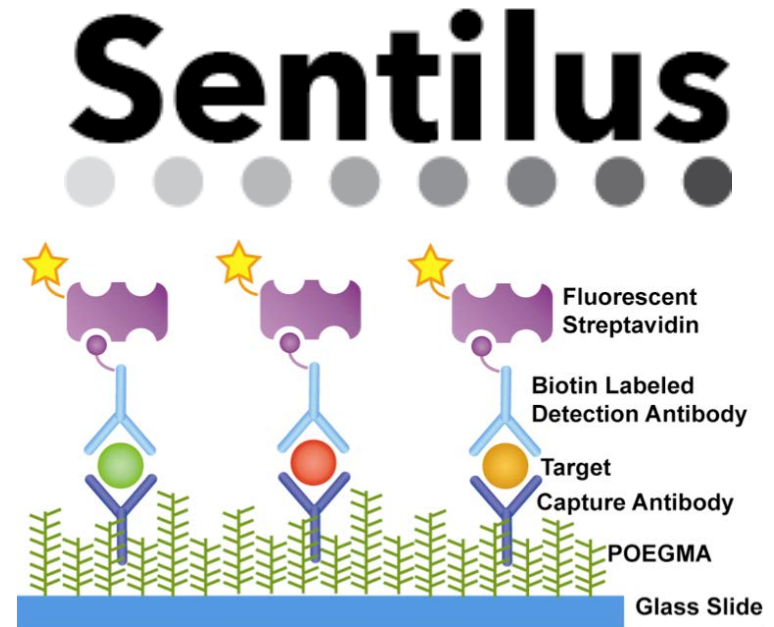 Sentilus
Fluorescent
Streptavidin
Biotin Labeled
Detection Antibody
Target
Capture Antibody
POEGMA
Glass Slide